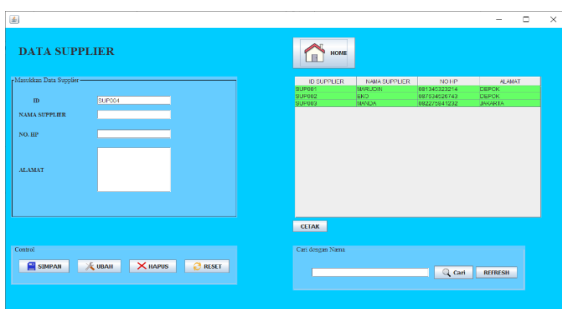 DATA SUPPLIER
HOME
Masukkan Data Supplier
ID
SUP004
NAMA SUPPLIER
NO. HP
ALAMAT
ID SUPPLIER NAMA SUPPLIER NO HP ALAMAT
SUP001 DEPOK
SUP002 EKO DEPOK
SUP003 JAKARTA
CETAK
Control
SIMPAN UBAH HAPUS RESET
Cari dengan Nama
Cari REFRESH